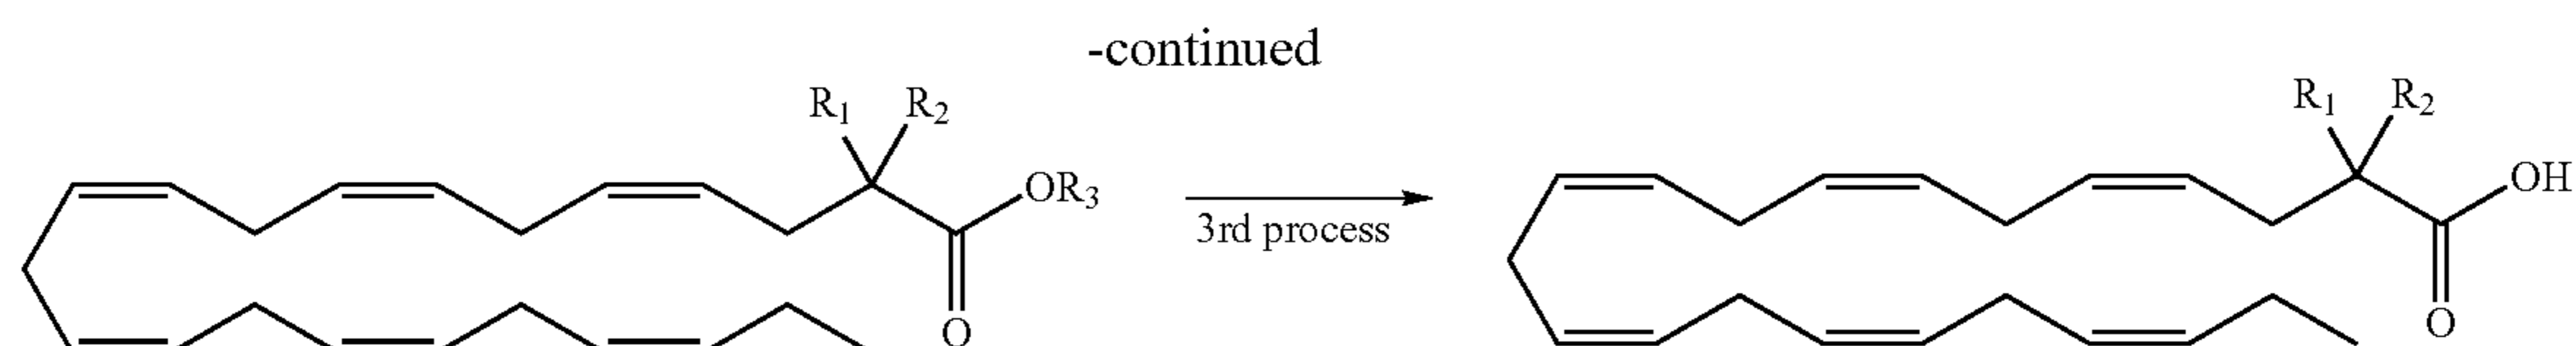 -continued
R1 R2
OR3
O
3rd process
R1 R2
OH
O